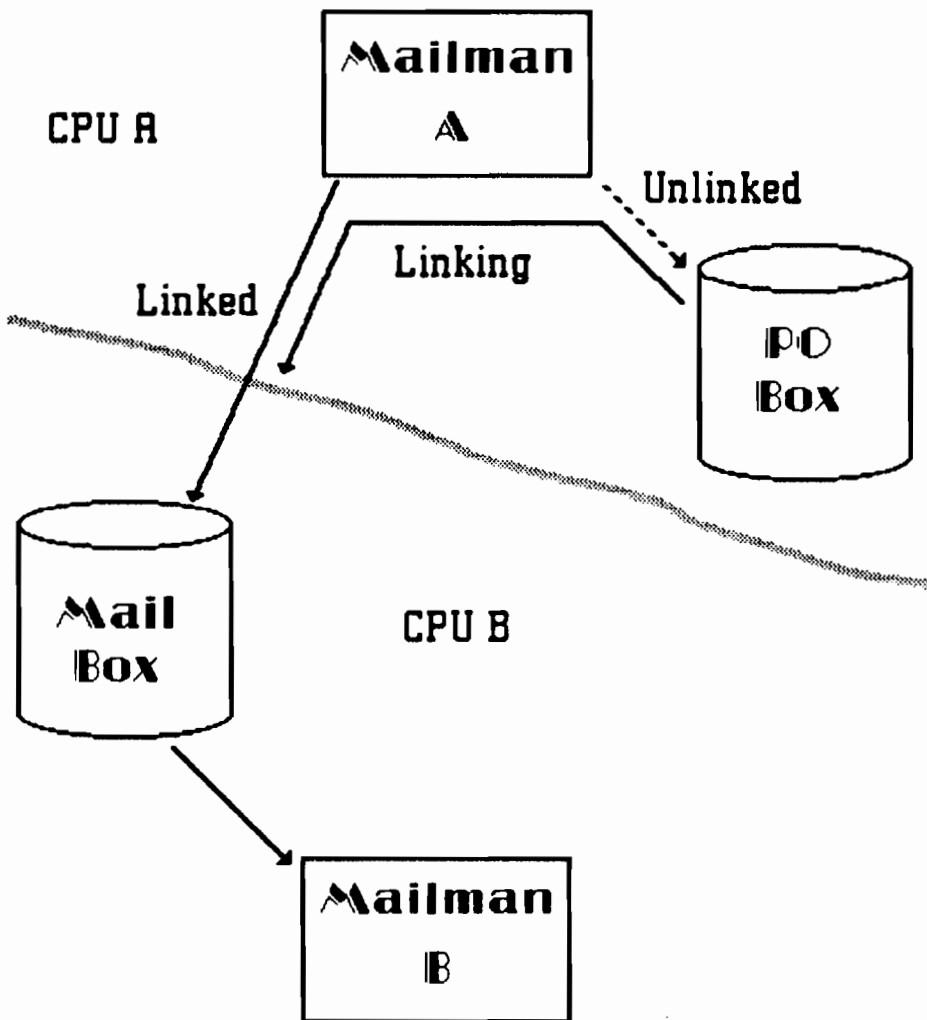 Mailman
A
CPU A
Unlinked
Linking
Linked
PO
Box
Mail
Box
CPU B
Mailman
B